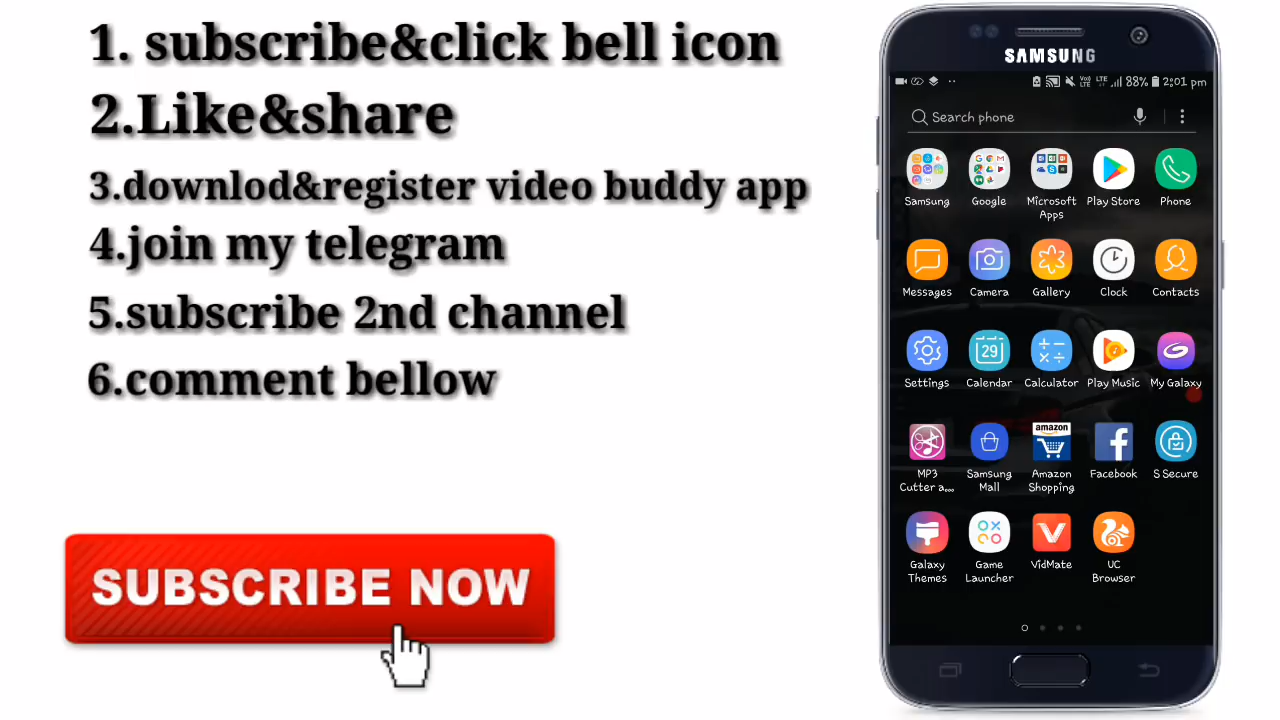 1. subscribe&click bell icon
2.Like&share
3.downlod&register video buddy app
4.join my telegram
5.subscribe 2nd channel
6.comment bellow
SUBSCRIBE NOW
SAMSUNG
LTE 88% 2:01 pm
Search phone
Samsung Google Microsoft Apps Play Store Phone
Messages Camera Gallery Clock Contacts
29
Settings Calendar Calculator Play Music My Galaxy
amazon
MP3 Cutter a... Samsung Mall Amazon Shopping Facebook S Secure
Galaxy Themes Game Launcher VidMate UC Browser